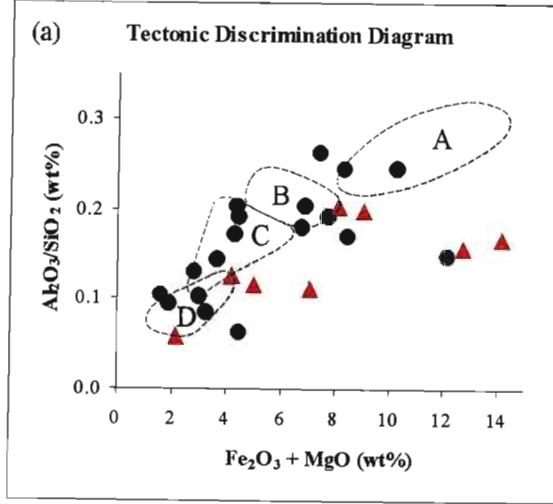 (a) Tectonic Discrimination Diagram
0.3
A
B
0.2
C
Al₂O₃/SiO₂ (wt%)
0.1
D
0.0
0 2 4 6 8 10 12 14
Fe₂O₃ + MgO (wt%)